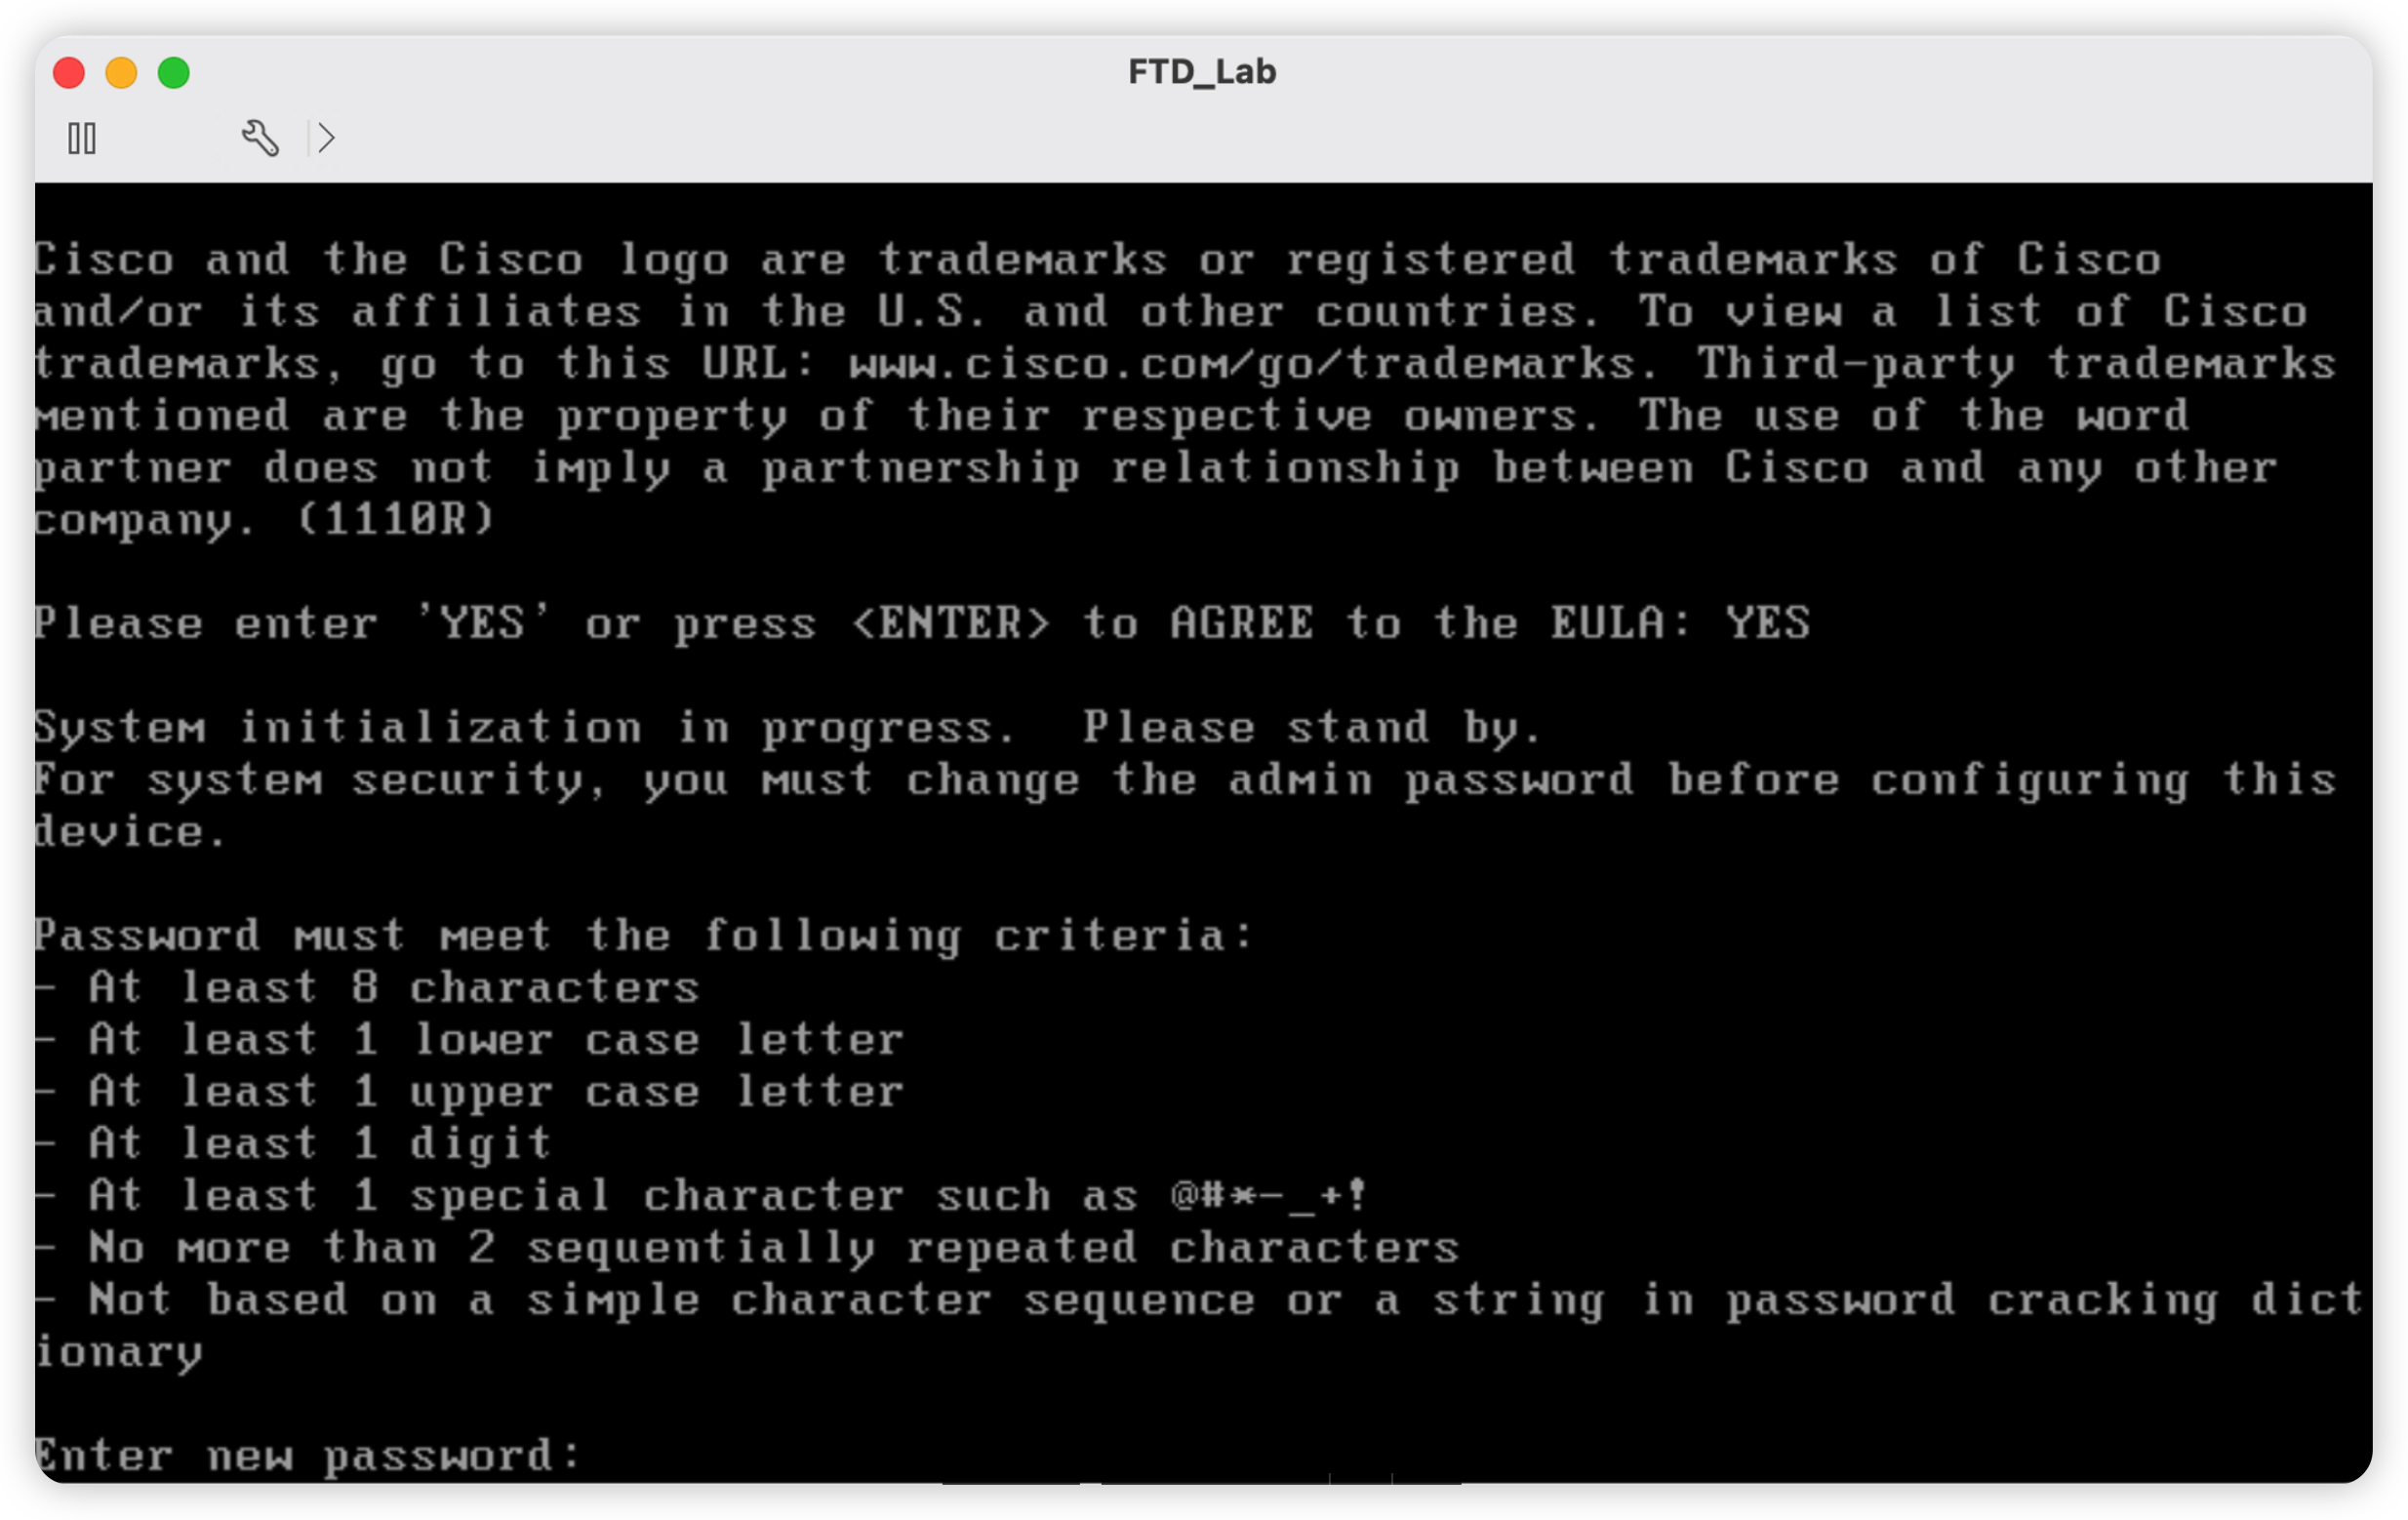 FTD_Lab
Cisco and the Cisco logo are trademarks or registered trademarks of Cisco
and/or its affiliates in the U.S. and other countries. To view a list of Cisco
trademarks, go to this URL: www.cisco.com/go/trademarks. Third-party trademarks
mentioned are the property of their respective owners. The use of the word
partner does not imply a partnership relationship between Cisco and any other
company. (1110R)
Please enter 'YES' or press <ENTER> to AGREE to the EULA: YES
System initialization in progress.  Please stand by.
For system security, you must change the admin password before configuring this
device.
Password must meet the following criteria:
- At least 8 characters
- At least 1 lower case letter
- At least 1 upper case letter
- At least 1 digit
- At least 1 special character such as @#*-_+!
- No more than 2 sequentially repeated characters
- Not based on a simple character sequence or a string in password cracking dict
ionary
Enter new password: